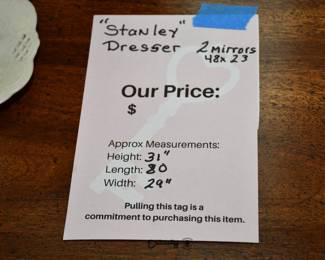 "Stanley"
Dresser 2 Mirrors
48x23
Our Price:
$
Approx Measurements:
Height: 31"
Length: 80
Width: 29"
Pulling this tag is a
commitment to purchasing this item.